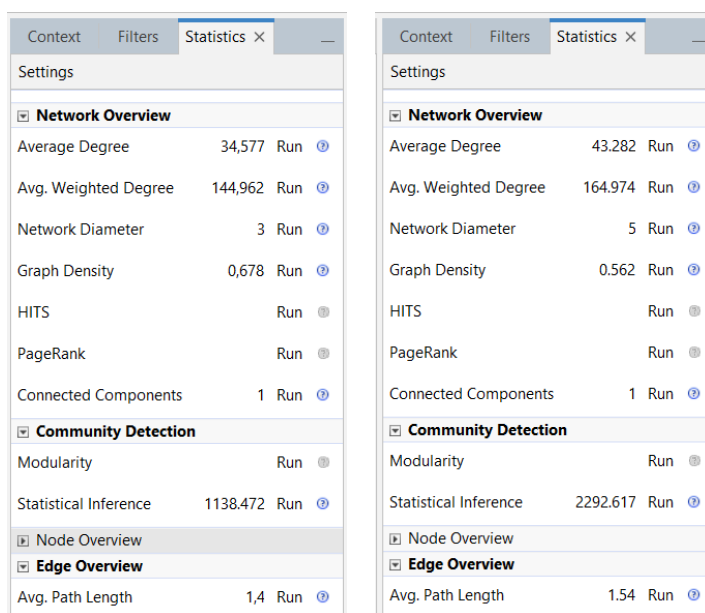 Context Filters Statistics ×
Settings
Network Overview
Average Degree 34,577 Run
Avg. Weighted Degree 144,962 Run
Network Diameter 3 Run
Graph Density 0,678 Run
HITS Run
PageRank Run
Connected Components 1 Run
Community Detection
Modularity Run
Statistical Inference 1138.472 Run
Node Overview
Edge Overview
Avg. Path Length 1,4 Run
Context Filters Statistics ×
Settings
Network Overview
Average Degree 43.282 Run
Avg. Weighted Degree 164.974 Run
Network Diameter 5 Run
Graph Density 0.562 Run
HITS Run
PageRank Run
Connected Components 1 Run
Community Detection
Modularity Run
Statistical Inference 2292.617 Run
Node Overview
Edge Overview
Avg. Path Length 1.54 Run